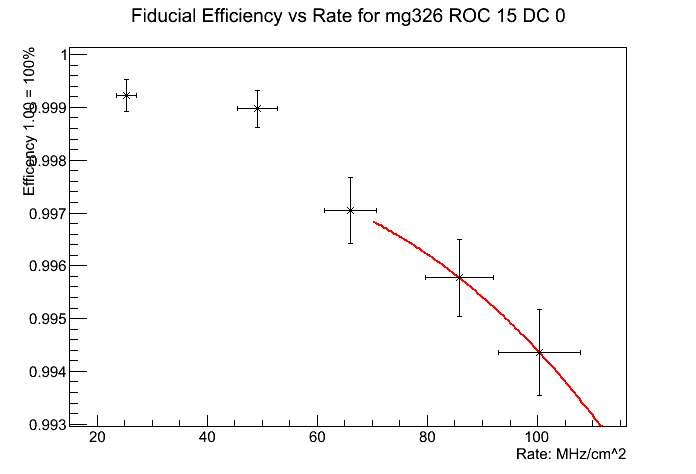 Fiducial Efficiency vs Rate for mg326 ROC 15 DC 0
Efficency 1.00 = 100%
1
0.999
0.998
0.997
0.996
0.995
0.994
0.993
20 40 60 80 100
Rate: MHz/cm^2